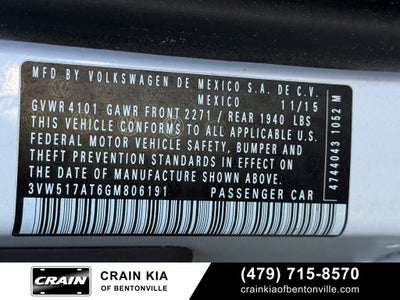 MFD BY VOLKSWAGEN DE MEXICO S.A. DE C.V.
MEXICO 11/15
GVWR 4101 GAWR FRONT 2271 / REAR 1940 LBS
THIS VEHICLE CONFORMS TO ALL APPLICABLE U.S.
FEDERAL MOTOR VEHICLE SAFETY, BUMPER AND
THEFT PREVENTION STANDARDS IN EFFECT ON THE
DATE OF MANUFACTURE SHOWN ABOVE.
3VW517AT6GM806191 PASSENGER CAR
4744043 1052 M
CRAIN
CRAIN KIA
OF BENTONVILLE
(479) 715-8570
crainkiaofbentonville.com/